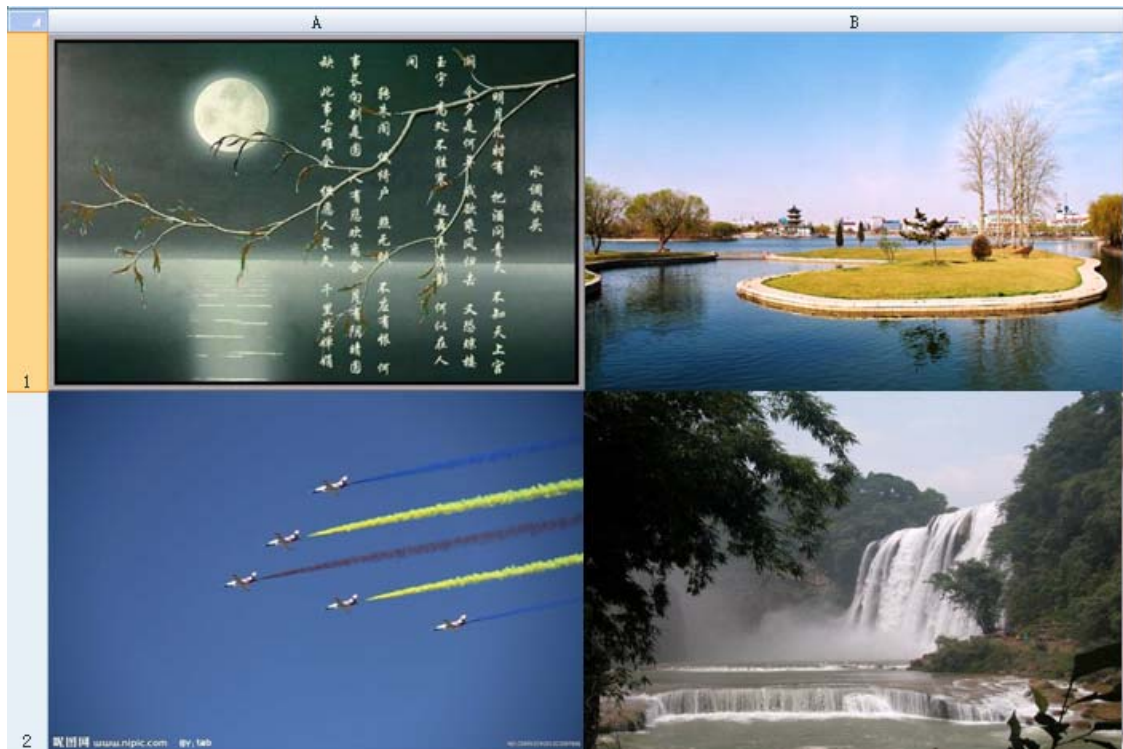 A
B
1
水调歌头
明月几时有 把酒问青天 不知天上宫
阙 今夕是何年 我欲乘风归去 又恐琼楼
玉宇 高处不胜寒 起舞弄清影 何似在人
间
转朱阁 低绮户 照无眠 不应有恨 何
事长向别是圆 人有悲欢离合 月有阴晴圆
缺 此事古难全 但愿人长久 千里共婵娟
2
昵图网 www.nipic.com